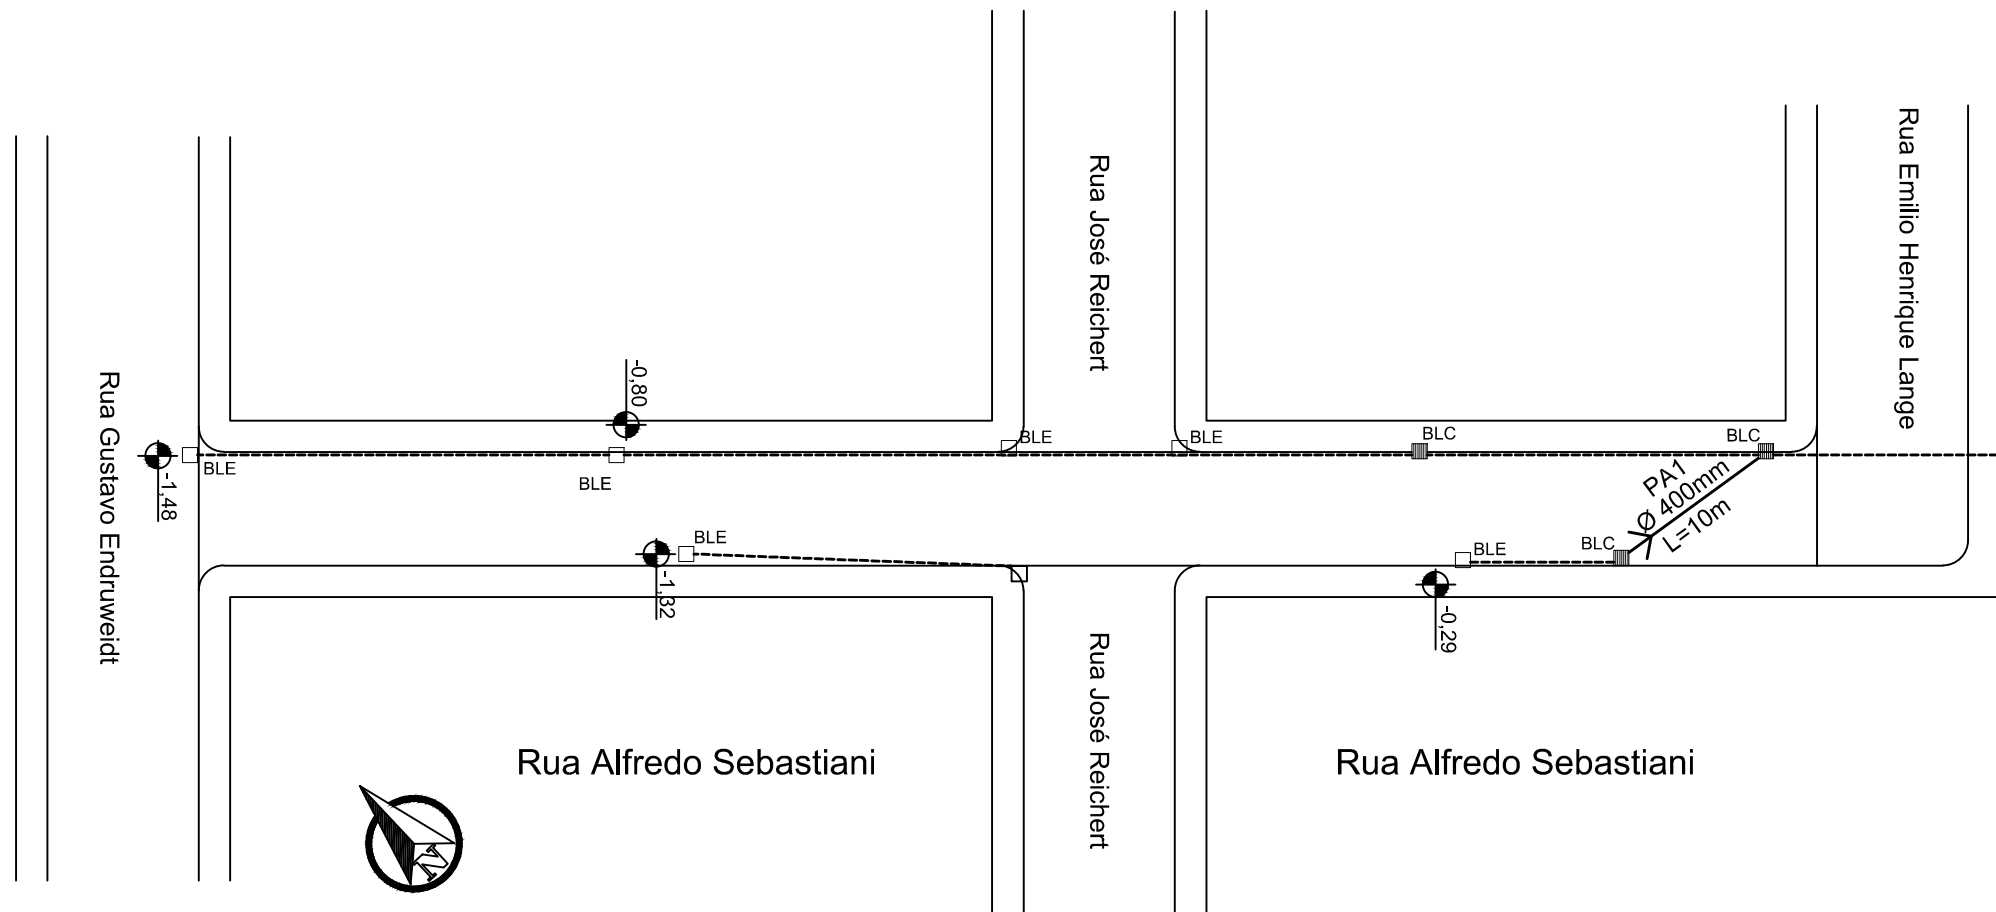 Rua Emilio Henrique Lange
Rua José Reichert
-0,80
Rua Gustavo Endruweidt
BLE
BLE
BLC
BLC
BLE
-1,48
BLE
PA1
Ø 400mm
L=10m
BLE
BLE
BLC
-1,32
-0,29
Rua José Reichert
Rua Alfredo Sebastiani
Rua Alfredo Sebastiani
N